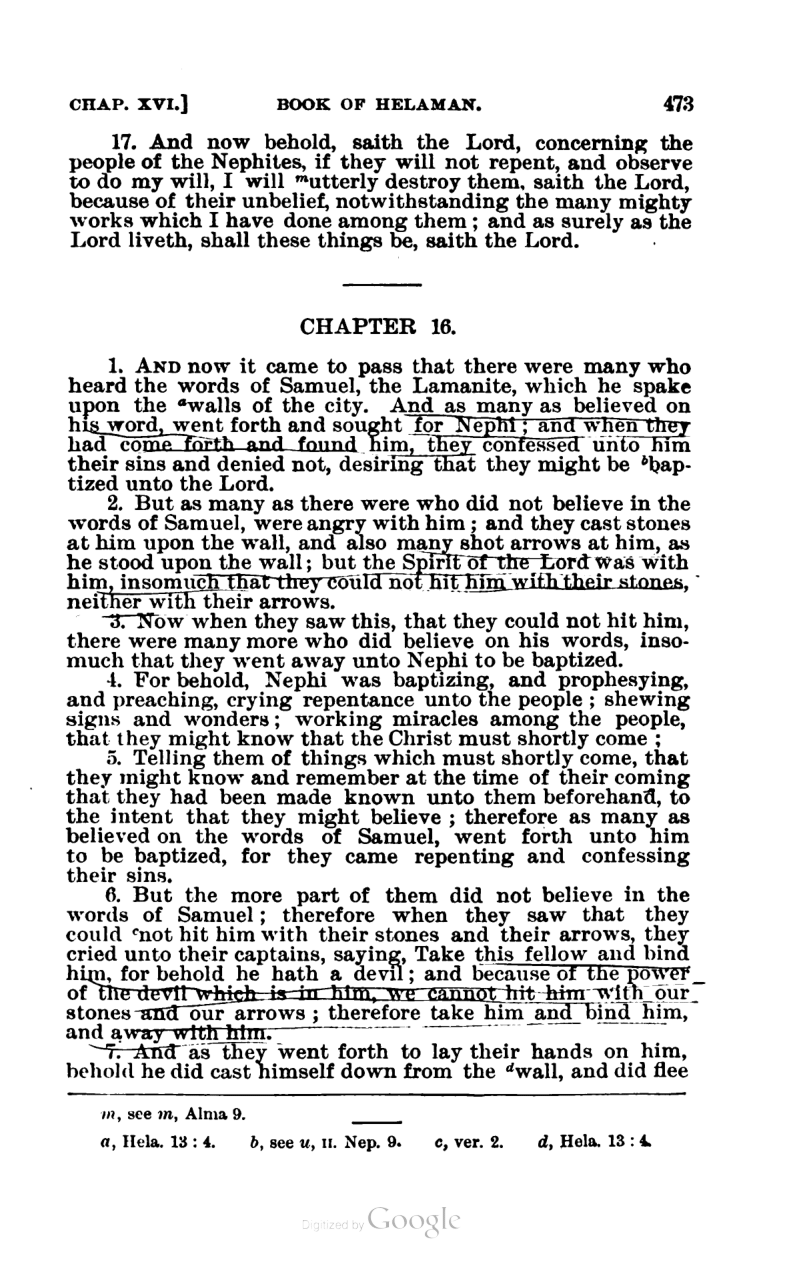 CHAP. XVI.] BOOK OF HELAMAN. 473
17. And now behold, saith the Lord, concerning the
people of the Nephites, if they will not repent, and observe
to do my will, I will ᵐutterly destroy them, saith the Lord,
because of their unbelief, notwithstanding the many mighty
works which I have done among them; and as surely as the
Lord liveth, shall these things be, saith the Lord.
CHAPTER 16.
1. AND now it came to pass that there were many who
heard the words of Samuel, the Lamanite, which he spake
upon the ᵃwalls of the city. And as many as believed on
his word, went forth and sought for Nephi; and when they
had come forth and found him, they confessed unto him
their sins and denied not, desiring that they might be ᵇbap-
tized unto the Lord.
2. But as many as there were who did not believe in the
words of Samuel, were angry with him; and they cast stones
at him upon the wall, and also many shot arrows at him, as
he stood upon the wall; but the Spirit of the Lord was with
him, insomuch that they could not hit him with their stones,
neither with their arrows.
3. Now when they saw this, that they could not hit him,
there were many more who did believe on his words, inso-
much that they went away unto Nephi to be baptized.
4. For behold, Nephi was baptizing, and prophesying,
and preaching, crying repentance unto the people; shewing
signs and wonders; working miracles among the people,
that they might know that the Christ must shortly come;
5. Telling them of things which must shortly come, that
they might know and remember at the time of their coming
that they had been made known unto them beforehand, to
the intent that they might believe; therefore as many as
believed on the words of Samuel, went forth unto him
to be baptized, for they came repenting and confessing
their sins.
6. But the more part of them did not believe in the
words of Samuel; therefore when they saw that they
could ᶜnot hit him with their stones and their arrows, they
cried unto their captains, saying, Take this fellow and bind
him, for behold he hath a devil; and because of the power
of the devil which is in him, we cannot hit him with our
stones and our arrows; therefore take him and bind him,
and away with him.
7. And as they went forth to lay their hands on him,
behold he did cast himself down from the ᵈwall, and did flee
m, see m, Alma 9.
a, Hela. 13:4. b, see u, II. Nep. 9. c, ver. 2. d, Hela. 13:4.
Digitized by Google